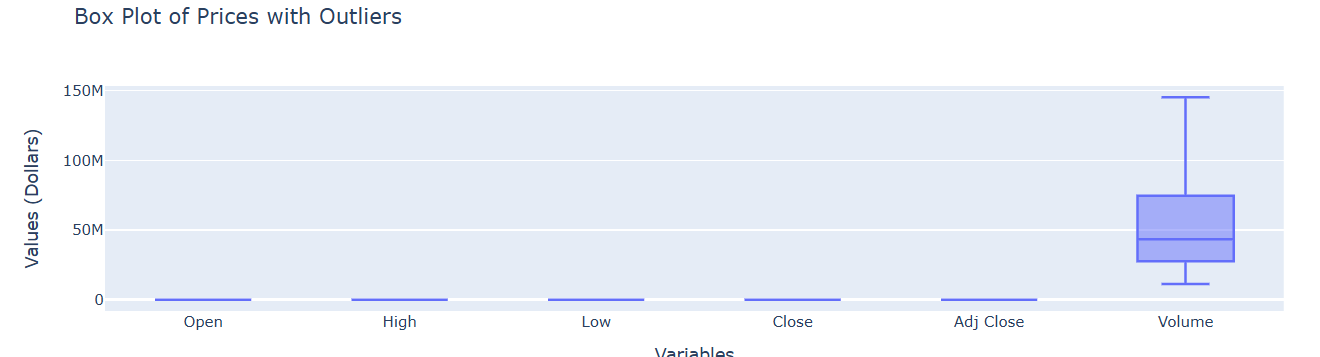 Box Plot of Prices with Outliers
Values (Dollars)
150M
100M
50M
0
Open High Low Close Adj Close Volume
Variables